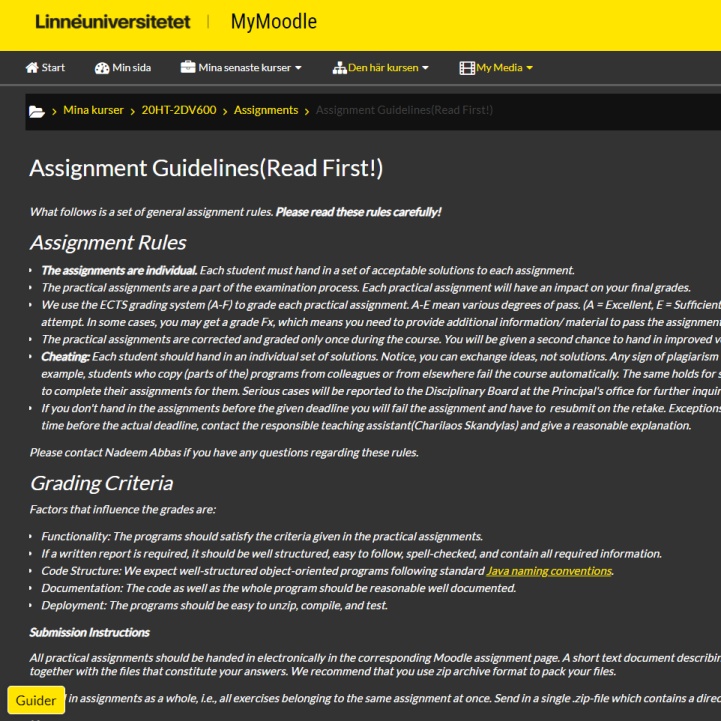 Linnéuniversitetet | MyMoodle
Start Min sida Mina senaste kurser Den här kursen My Media
Mina kurser › 20HT-2DV600 › Assignments › Assignment Guidelines(Read First!)
Assignment Guidelines(Read First!)
What follows is a set of general assignment rules. Please read these rules carefully!
Assignment Rules
The assignments are individual. Each student must hand in a set of acceptable solutions to each assignment.
The practical assignments are a part of the examination process. Each practical assignment will have an impact on your final grades.
We use the ECTS grading system (A-F) to grade each practical assignment. A-E mean various degrees of pass. (A = Excellent, E = Sufficient
attempt. In some cases, you may get a grade Fx, which means you need to provide additional information/ material to pass the assignment
The practical assignments are corrected and graded only once during the course. You will be given a second chance to hand in improved v
Cheating: Each student should hand in an individual set of solutions. Notice, you can exchange ideas, not solutions. Any sign of plagiarism
example, students who copy (parts of the) programs from colleagues or from elsewhere fail the course automatically. The same holds for s
to complete their assignments for them. Serious cases will be reported to the Disciplinary Board at the Principal's office for further inquir
If you don't hand in the assignments before the given deadline you will fail the assignment and have to resubmit on the retake. Exceptions
time before the actual deadline, contact the responsible teaching assistant(Charilaos Skandylas) and give a reasonable explanation.
Please contact Nadeem Abbas if you have any questions regarding these rules.
Grading Criteria
Factors that influence the grades are:
Functionality: The programs should satisfy the criteria given in the practical assignments.
If a written report is required, it should be well structured, easy to follow, spell-checked, and contain all required information.
Code Structure: We expect well-structured object-oriented programs following standard Java naming conventions.
Documentation: The code as well as the whole program should be reasonable well documented.
Deployment: The programs should be easy to unzip, compile, and test.
Submission Instructions
All practical assignments should be handed in electronically in the corresponding Moodle assignment page. A short text document describin
together with the files that constitute your answers. We recommend that you use zip archive format to pack your files.
Guider
in assignments as a whole, i.e., all exercises belonging to the same assignment at once. Send in a single .zip-file which contains a direc